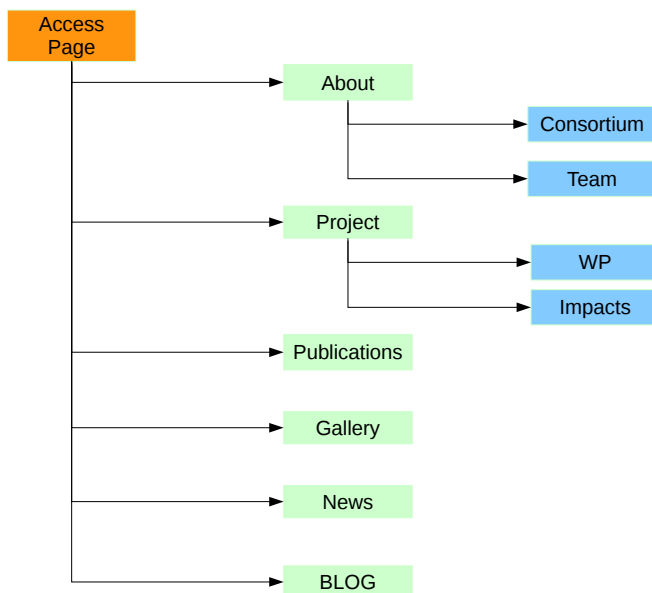 Access
Page
About
Consortium
Team
Project
WP
Impacts
Publications
Gallery
News
BLOG